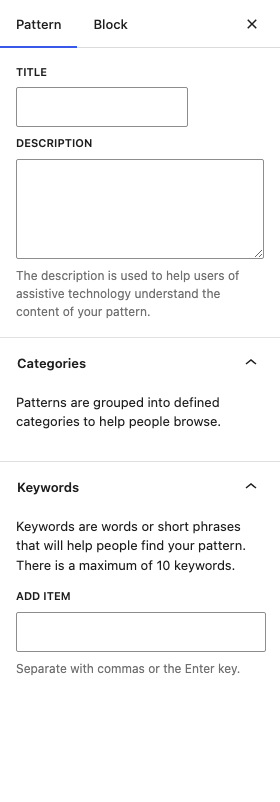 Pattern Block
TITLE
DESCRIPTION
The description is used to help users of
assistive technology understand the
content of your pattern.
Categories
Patterns are grouped into defined
categories to help people browse.
Keywords
Keywords are words or short phrases
that will help people find your pattern.
There is a maximum of 10 keywords.
ADD ITEM
Separate with commas or the Enter key.